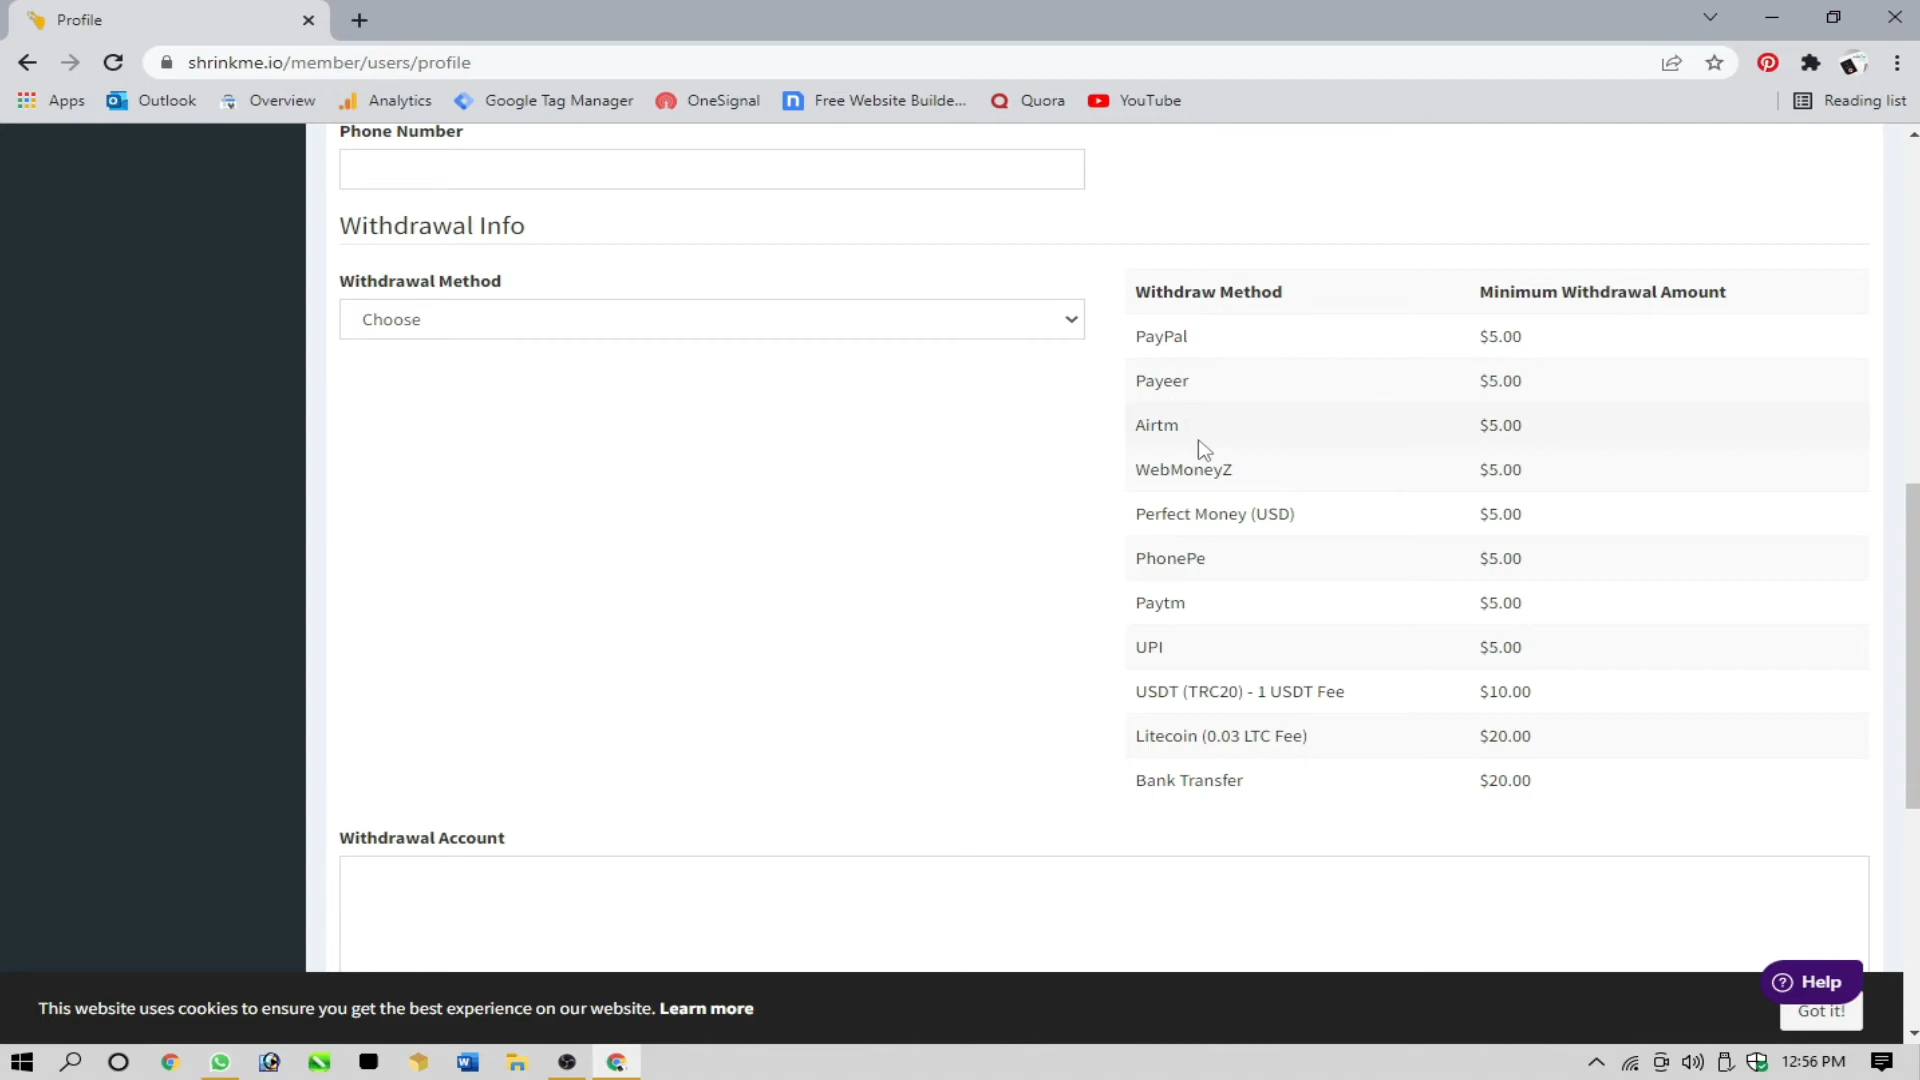 Profile
shrinkme.io/member/users/profile
Apps Outlook Overview Analytics Google Tag Manager OneSignal Free Website Builde... Quora YouTube Reading list
Phone Number
Withdrawal Info
Withdrawal Method
Choose
Withdraw Method Minimum Withdrawal Amount
PayPal $5.00
Payeer $5.00
Airtm $5.00
WebMoneyZ $5.00
Perfect Money (USD) $5.00
PhonePe $5.00
Paytm $5.00
UPI $5.00
USDT (TRC20) - 1 USDT Fee $10.00
Litecoin (0.03 LTC Fee) $20.00
Bank Transfer $20.00
Withdrawal Account
Help
This website uses cookies to ensure you get the best experience on our website. Learn more
Got it!
12:56 PM